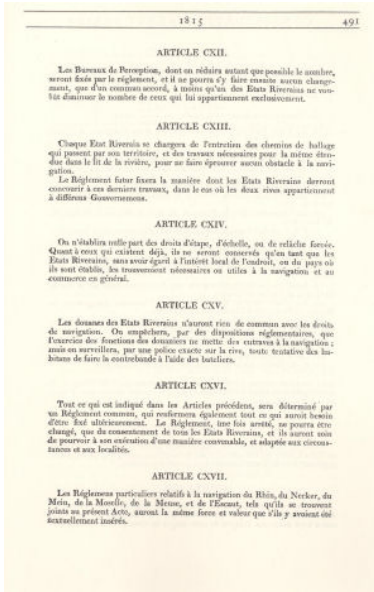 1815
491
ARTICLE CXII.
Les Bureaux de Perception, dont on réduira autant que possible le nombre,
seront fixés par le réglement, et il ne pourra s'y faire ensuite aucun change-
ment, que d'un commun accord, à moins qu'un des Etats Riverains ne vou-
lût diminuer le nombre de ceux qui lui appartiennent exclusivement.
ARTICLE CXIII.
Chaque Etat Riverain se chargera de l'entretien des chemins de hallage
qui passent par son territoire, et des travaux nécessaires pour la même éten-
due dans le lit de la rivière, pour ne faire éprouver aucun obstacle à la navi-
gation.
Le Réglement futur fixera la manière dont les Etats Riverains devront
concourir à ces derniers travaux, dans le cas où les deux rives appartiennent
à différens Gouvernemens.
ARTICLE CXIV.
On n'établira nulle part des droits d'étape, d'échelle, ou de relâche forcée.
Quant à ceux qui existent déjà, ils ne seront conservés qu'en tant que les
Etats Riverains, sans avoir égard à l'intérêt local de l'endroit, ou du pays où
ils sont établis, les trouveroient nécessaires ou utiles à la navigation et au
commerce en général.
ARTICLE CXV.
Les douanes des Etats Riverains n'auront rien de commun avec les droits
de navigation. On empêchera, par des dispositions réglementaires, que
l'exercice des fonctions des douaniers ne mette des entraves à la navigation ;
mais on surveillera, par une police exacte sur la rive, toute tentative des ha-
bitans de faire la contrebande à l'aide des bateliers.
ARTICLE CXVI.
Tout ce qui est indiqué dans les Articles précédens, sera déterminé par
un Réglement commun, qui renfermera également tout ce qui auroit besoin
d'être fixé ultérieurement. Le Réglement, une fois arrêté, ne pourra être
changé, que du consentement de tous les Etats Riverains, et ils auront soin
de pourvoir à son exécution d'une manière convenable, et adaptée aux circons-
tances et aux localités.
ARTICLE CXVII.
Les Réglemens particuliers relatifs à la navigation du Rhin, du Necker, du
Mein, de la Moselle, de la Meuse, et de l'Escaut, tels qu'ils se trouvent
joints au présent Acte, auront la même force et valeur que s'ils y avoient été
textuellement insérés.